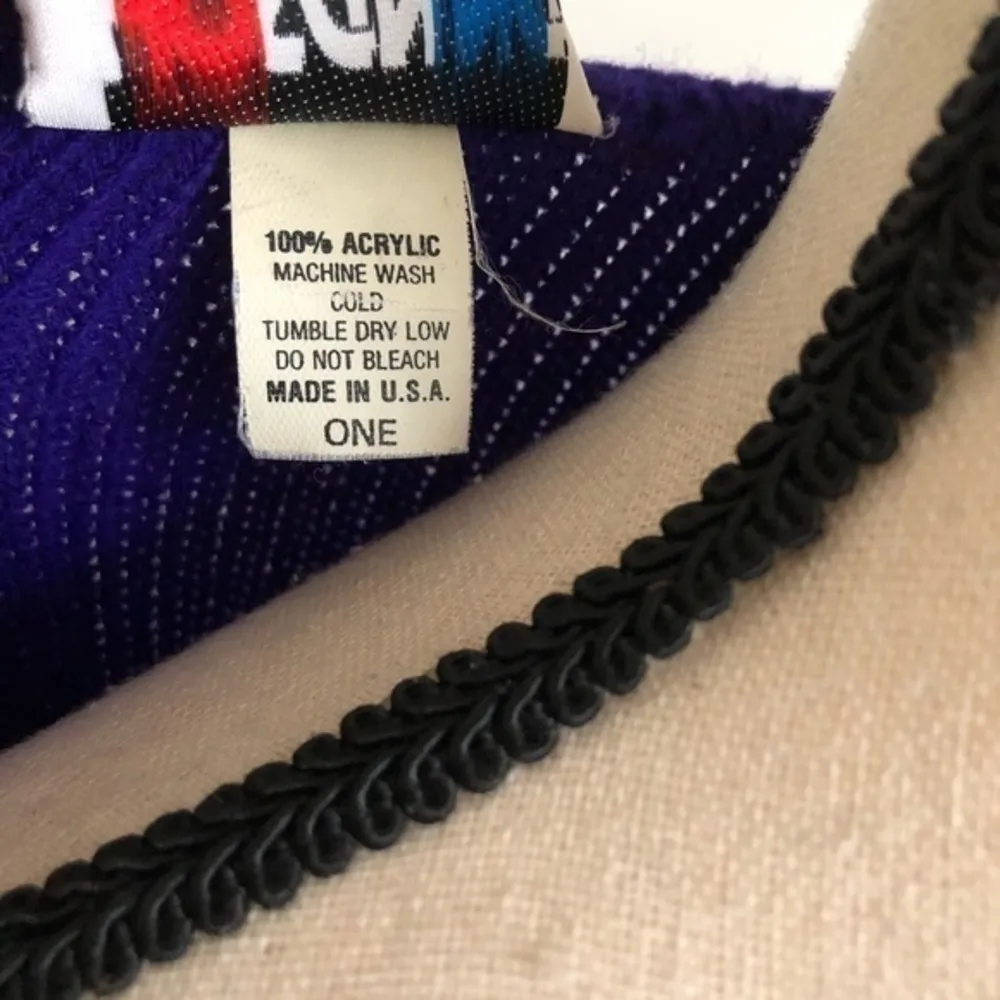 100% ACRYLIC
MACHINE WASH
COLD
TUMBLE DRY LOW
DO NOT BLEACH
MADE IN U.S.A.
ONE